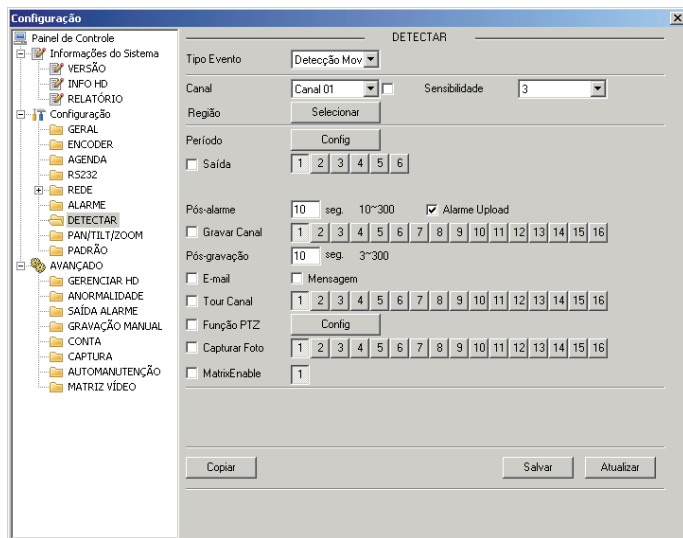 Configuração
Painel de Controle
Informações do Sistema
VERSÃO
INFO HD
RELATÓRIO
Configuração
GERAL
ENCODER
AGENDA
RS232
REDE
ALARME
DETECTAR
PAN/TILT/ZOOM
PADRÃO
AVANÇADO
GERENCIAR HD
ANORMALIDADE
SAÍDA ALARME
GRAVAÇÃO MANUAL
CONTA
CAPTURA
AUTOMANUTENÇÃO
MATRIZ VÍDEO
DETECTAR
Tipo Evento Detecção Mov
Canal Canal 01 Sensibilidade 3
Região Selecionar
Período Config
Saída 1 2 3 4 5 6
Pós-alarme 10 seg. 10~300 Alarme Upload
Gravar Canal 1 2 3 4 5 6 7 8 9 10 11 12 13 14 15 16
Pós-gravação 10 seg. 3~300
E-mail Mensagem
Tour Canal 1 2 3 4 5 6 7 8 9 10 11 12 13 14 15 16
Função PTZ Config
Capturar Foto 1 2 3 4 5 6 7 8 9 10 11 12 13 14 15 16
MatrixEnable 1
Copiar Salvar Atualizar